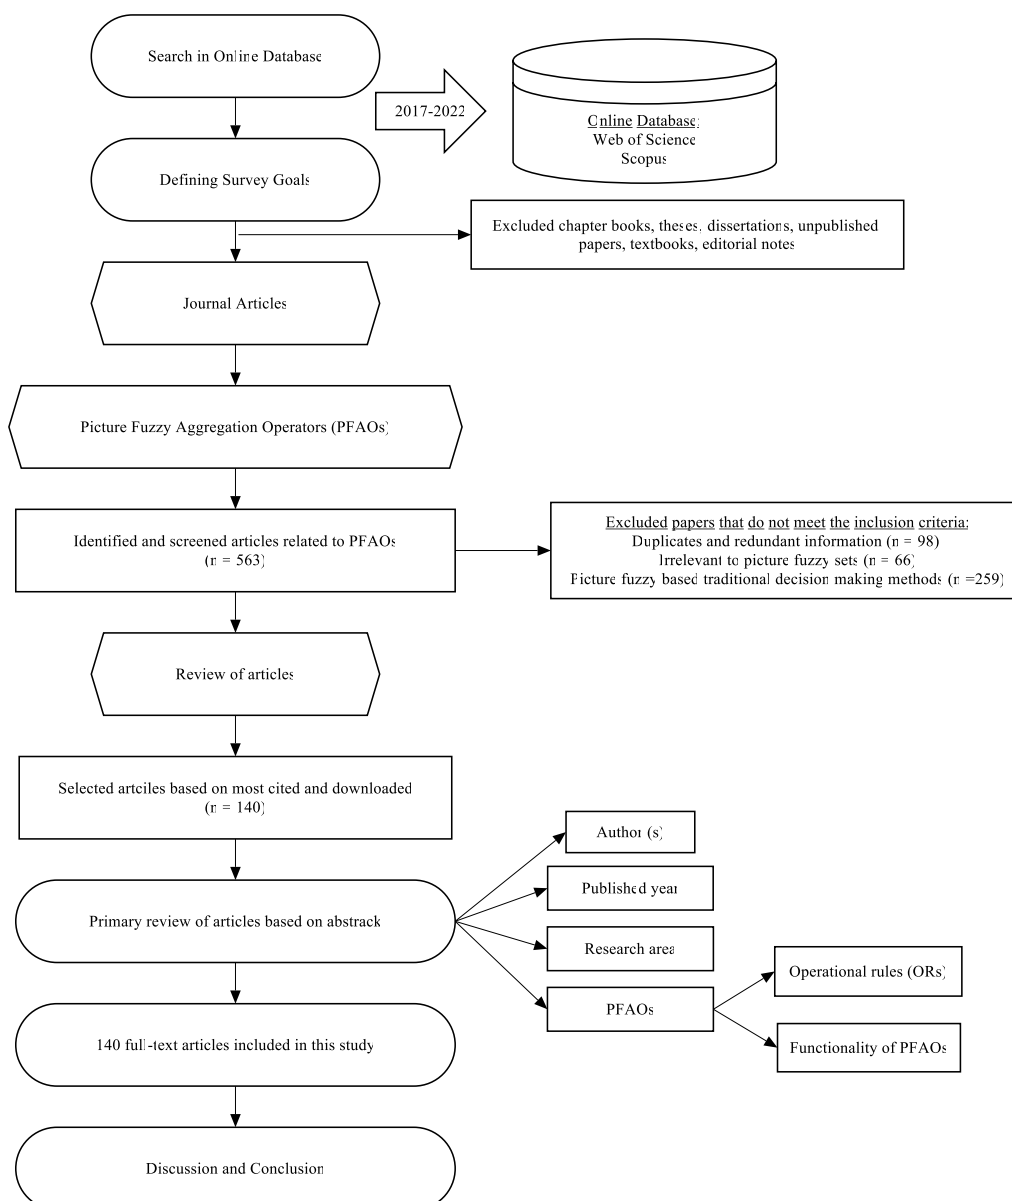 Search in Online Database
2017-2022
Online Database:
Web of Science
Scopus
Defining Survey Goals
Excluded chapter books, theses, dissertations, unpublished
papers, textbooks, editorial notes
Journal Articles
Picture Fuzzy Aggregation Operators (PFAOs)
Identified and screened articles related to PFAOs
(n = 563)
Excluded papers that do not meet the inclusion criteria:
Duplicates and redundant information (n = 98)
Irrelevant to picture fuzzy sets (n = 66)
Picture fuzzy based traditional decision making methods (n =259)
Review of articles
Selected artciles based on most cited and downloaded
(n = 140)
Primary review of articles based on abstrack
Author (s)
Published year
Research area
PFAOs
Operational rules (ORs)
Functionality of PFAOs
140 full-text articles included in this study
Discussion and Conclusion